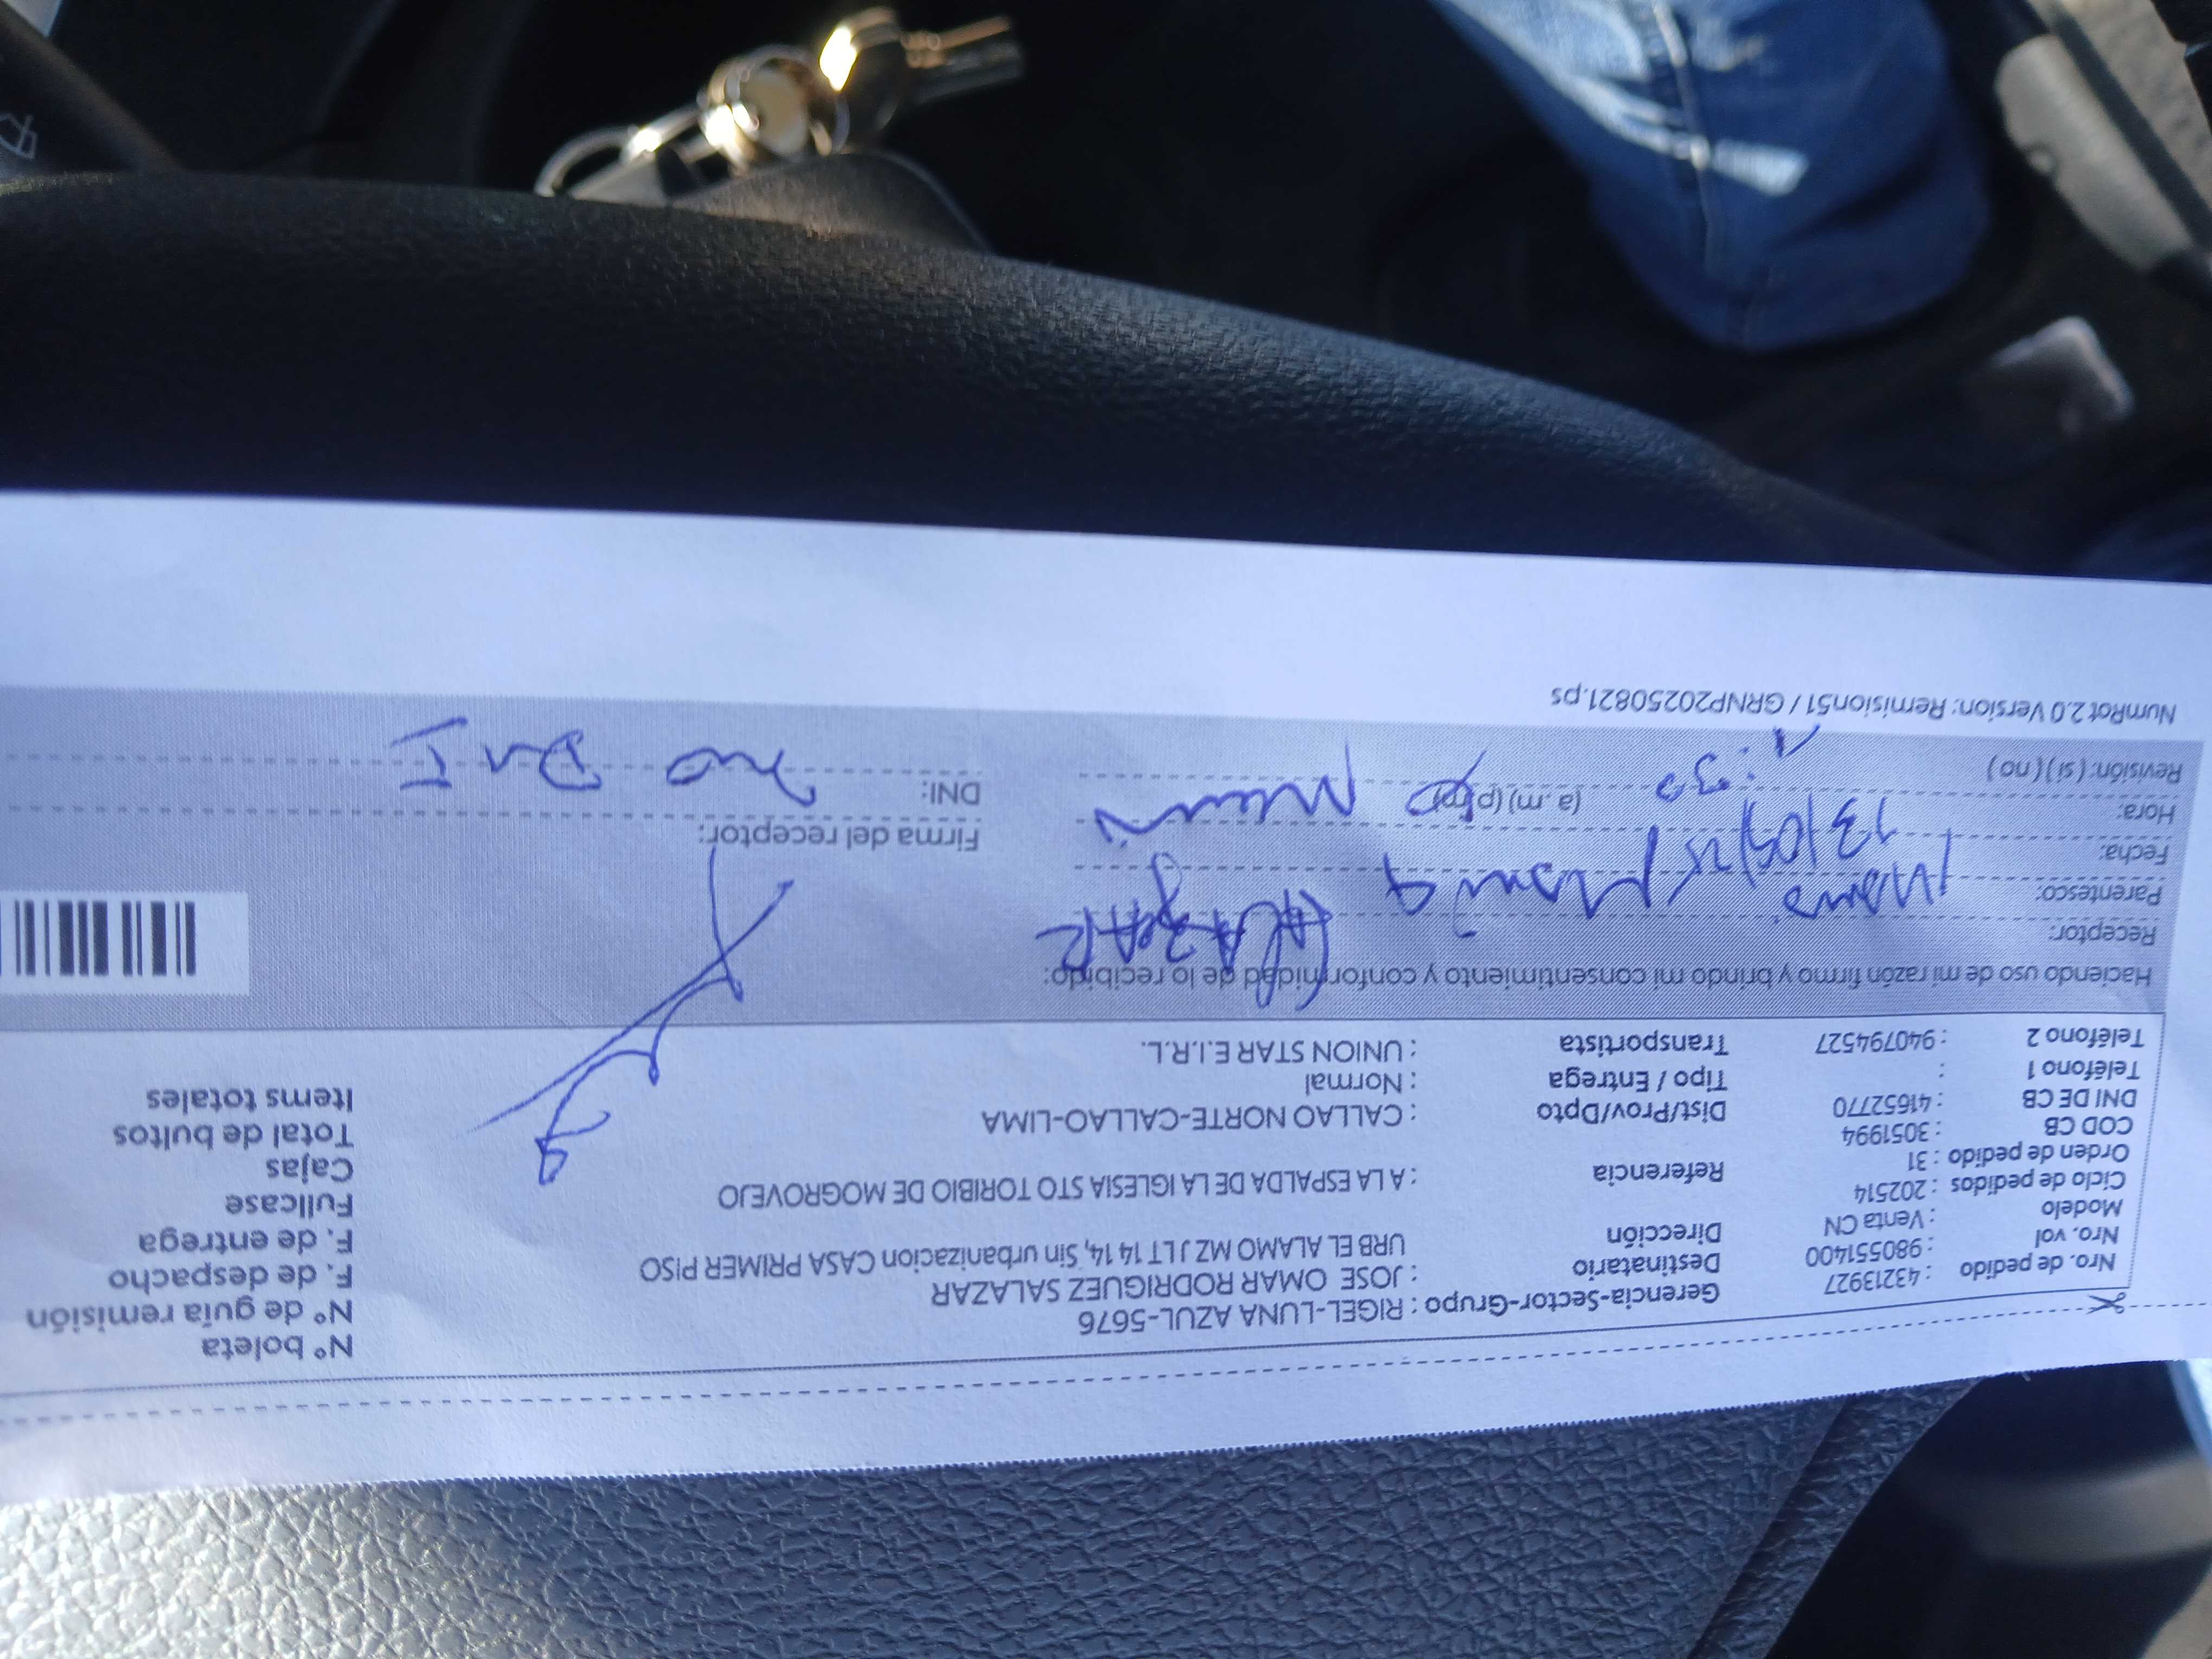 Nro. de pedido : 43213927
Nro. vol : 980551400
Modelo : Venta CN
Ciclo de pedidos : 202514
Orden de pedido : 31
COD CB : 3051994
DNI DE CB : 41652770
Teléfono 1 :
Teléfono 2 : 940794527
Gerencia-Sector-Grupo : RIGEL-LUNA AZUL-5676
Destinatario : JOSE OMAR RODRIGUEZ SALAZAR
Dirección URB EL ALAMO MZ J LT 14 14, Sin urbanizacion CASA PRIMER PISO
Referencia : A LA ESPALDA DE LA IGLESIA STO TORIBIO DE MOGROVEJO
Dist/Prov/Dpto : CALLAO NORTE-CALLAO-LIMA
Tipo / Entrega : Normal
Transportista : UNION STAR E.I.R.L.
N° boleta
N° de guía remisión
F. de despacho
F. de entrega
Fullcase
Cajas
Total de bultos
Items totales
Haciendo uso de mi razón firmo y brindo mi consentimiento y conformidad de lo recibido:
Receptor:
Parentesco:
Fecha: 13/09/25
Hora: (a.m) (p.m)
Revisión: (si) (no)
Firma del receptor:
DNI: no DNI
NumRot 2.0 Version: Remision51 / GRNP20250821.ps